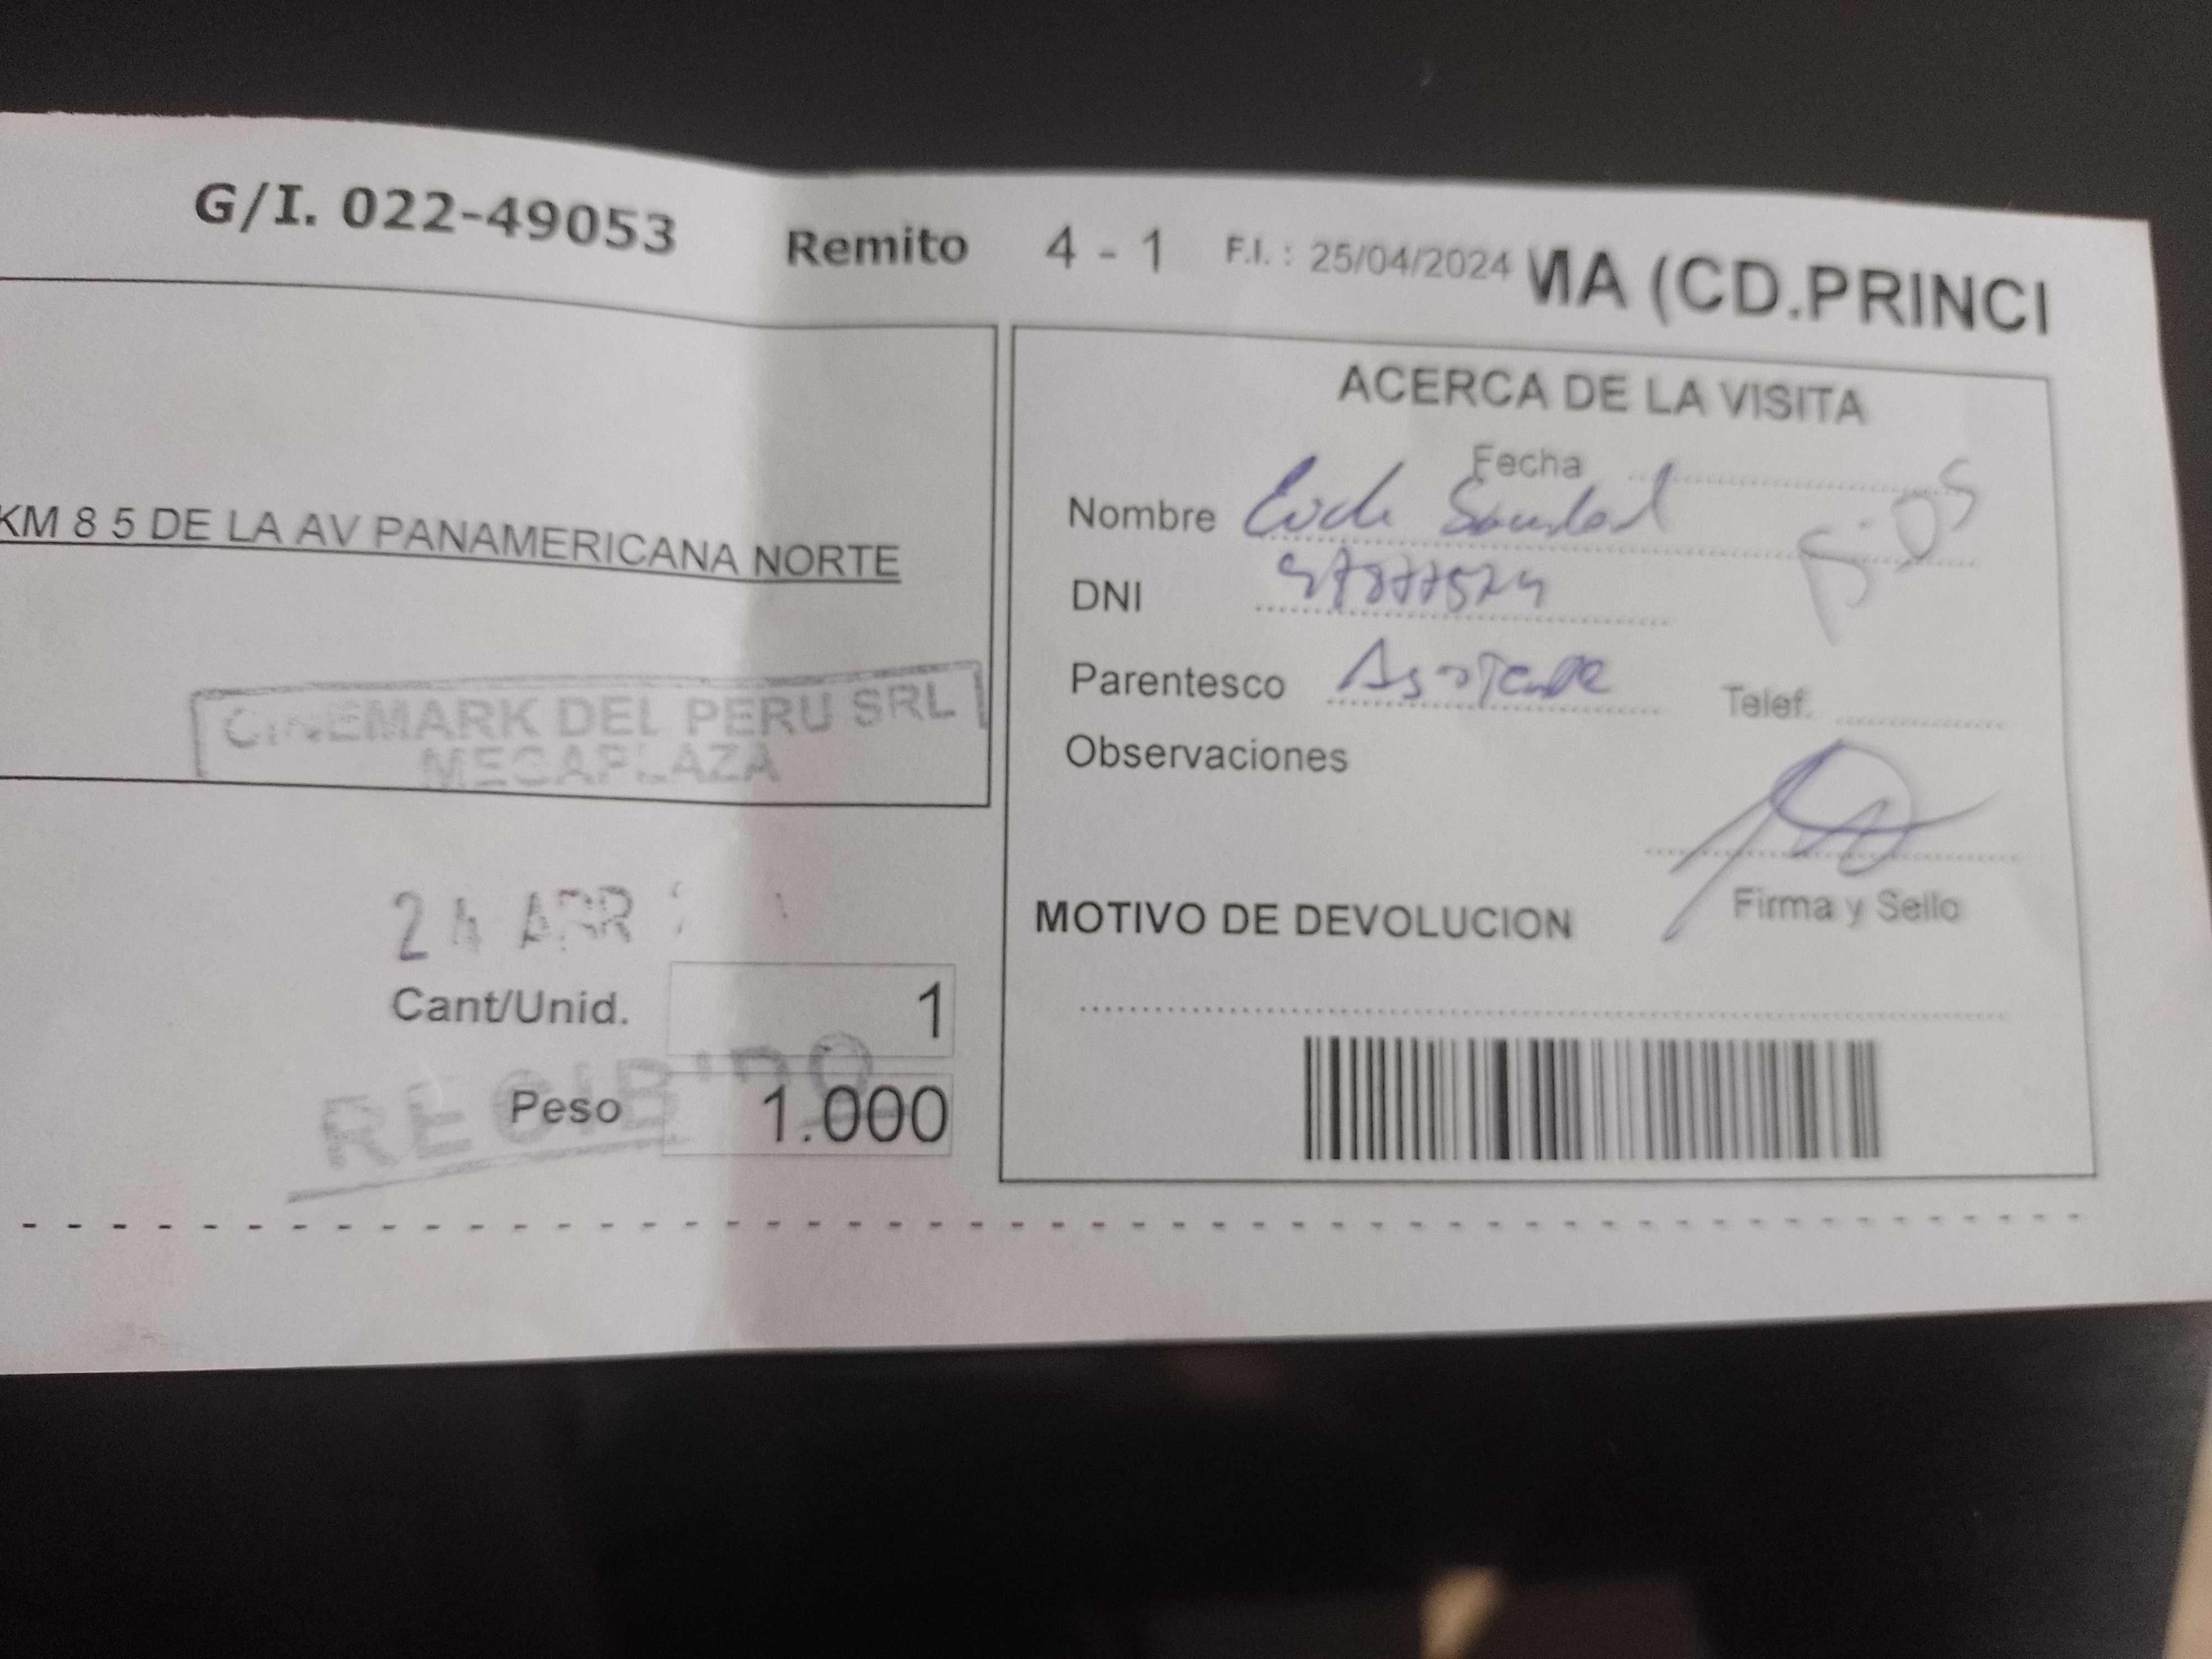 G/I. 022-49053 Remito 4 - 1 F.I. : 25/04/2024 MA (CD.PRINCI
KM 8 5 DE LA AV PANAMERICANA NORTE
CINEMARK DEL PERU SRL
MEGAPLAZA
24 ABR
Cant/Unid. 1
RECIBIDO
Peso 1.000
ACERCA DE LA VISITA
Fecha
Nombre
DNI
Parentesco Asistente Telef.
Observaciones
Firma y Sello
MOTIVO DE DEVOLUCION